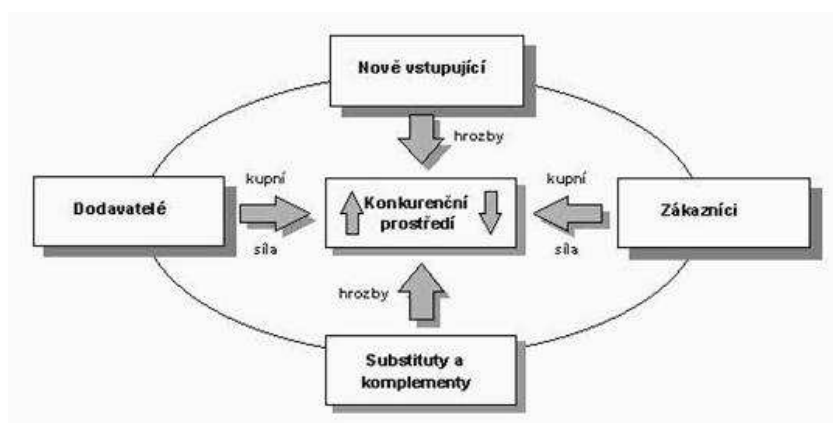 Nově vstupující
hrozby
kupní
Dodavatelé
síla
Konkurenční
prostředí
kupní
Zákazníci
síla
hrozby
Substituty a
komplementy